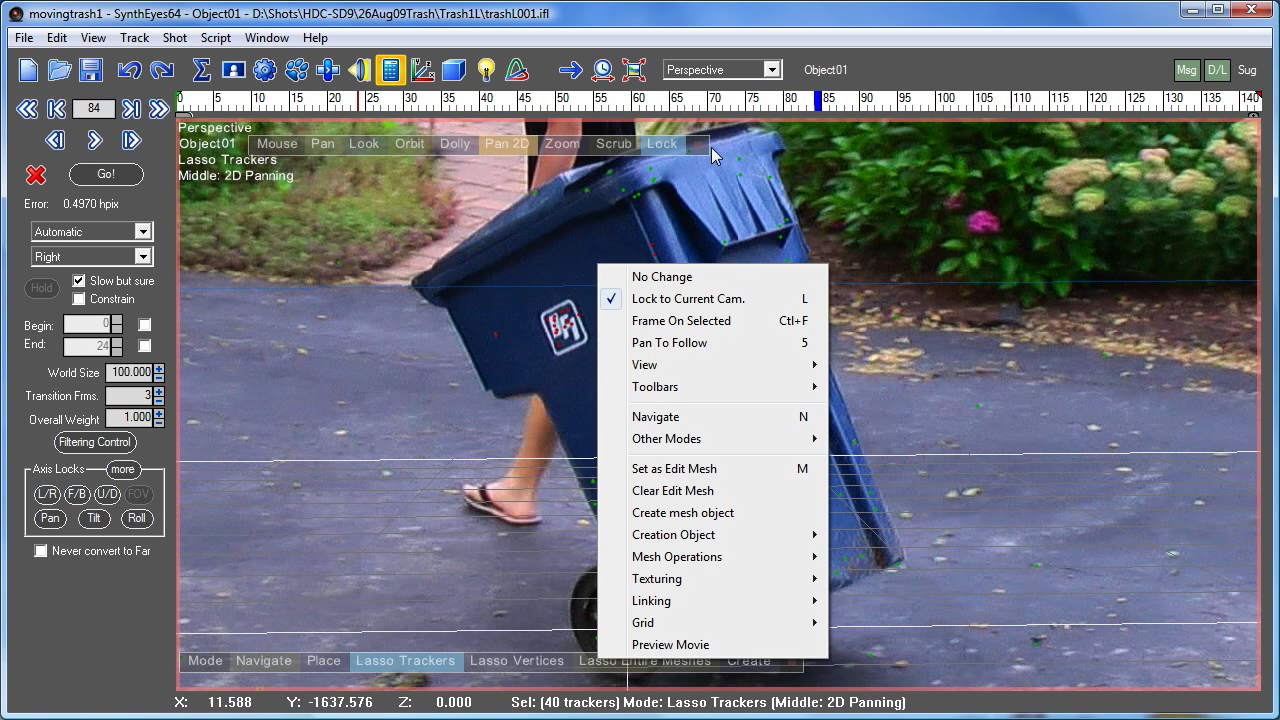 movingtrash1 - SynthEyes64 - Object01 - D:\Shots\HDC-SD9\26Aug09Trash\Trash1L\trashL001.ifl
File Edit View Track Shot Script Window Help
Perspective Object01 Msg D/L Sug
84
0 5 10 15 20 25 30 35 40 45 50 55 60 65 70 75 80 85 90 95 100 105 110 115 120 125 130 135 140
Perspective
Object01 Mouse Pan Look Orbit Dolly Pan 2D Zoom Scrub Lock
Lasso Trackers
Middle: 2D Panning
Go!
Error: 0.4970 hpix
Automatic
Right
Hold Slow but sure
Constrain
Begin: 0
End: 24
World Size 100.000
Transition Frms. 3
Overall Weight 1.000
Filtering Control
Axis Locks more
L/R F/B U/D FOV
Pan Tilt Roll
Never convert to Far
No Change
Lock to Current Cam. L
Frame On Selected Ctl+F
Pan To Follow 5
View
Toolbars
Navigate N
Other Modes
Set as Edit Mesh M
Clear Edit Mesh
Create mesh object
Creation Object
Mesh Operations
Texturing
Linking
Grid
Preview Movie
Mode Navigate Place Lasso Trackers Lasso Vertices Lasso Entire Meshes Create
X: 11.588 Y: -1637.576 Z: 0.000 Sel: (40 trackers) Mode: Lasso Trackers (Middle: 2D Panning)